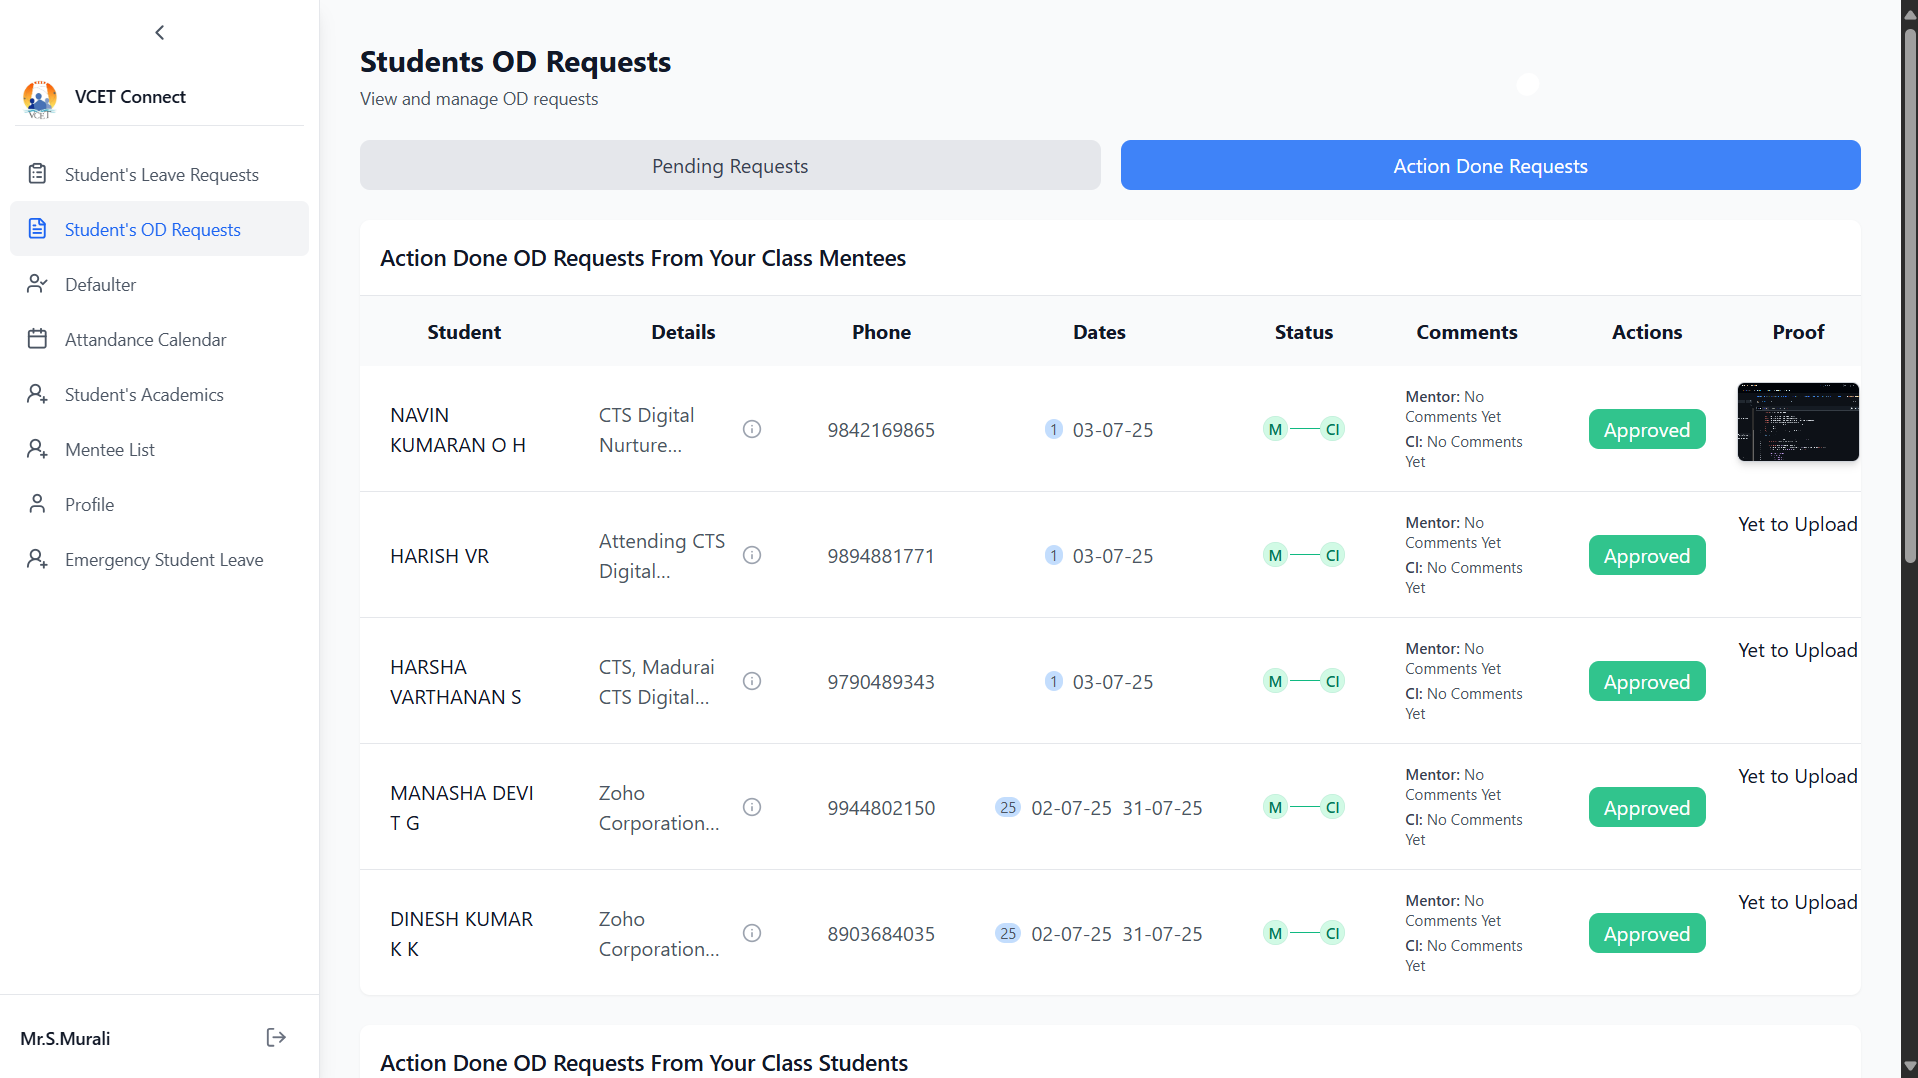 VCET
VCET Connect
Student's Leave Requests
Student's OD Requests
Defaulter
Attandance Calendar
Student's Academics
Mentee List
Profile
Emergency Student Leave
Mr.S.Murali
Students OD Requests
View and manage OD requests
Pending Requests
Action Done Requests
Action Done OD Requests From Your Class Mentees
Student Details Phone Dates Status Comments Actions Proof
NAVIN
KUMARAN O H
CTS Digital
Nurture...
9842169865
1 03-07-25
M CI
Mentor: No
Comments Yet
CI: No Comments
Yet
Approved
HARISH VR
Attending CTS
Digital...
9894881771
1 03-07-25
M CI
Mentor: No
Comments Yet
CI: No Comments
Yet
Approved
Yet to Upload
HARSHA
VARTHANAN S
CTS, Madurai
CTS Digital...
9790489343
1 03-07-25
M CI
Mentor: No
Comments Yet
CI: No Comments
Yet
Approved
Yet to Upload
MANASHA DEVI
T G
Zoho
Corporation...
9944802150
25 02-07-25 31-07-25
M CI
Mentor: No
Comments Yet
CI: No Comments
Yet
Approved
Yet to Upload
DINESH KUMAR
K K
Zoho
Corporation...
8903684035
25 02-07-25 31-07-25
M CI
Mentor: No
Comments Yet
CI: No Comments
Yet
Approved
Yet to Upload
Action Done OD Requests From Your Class Students